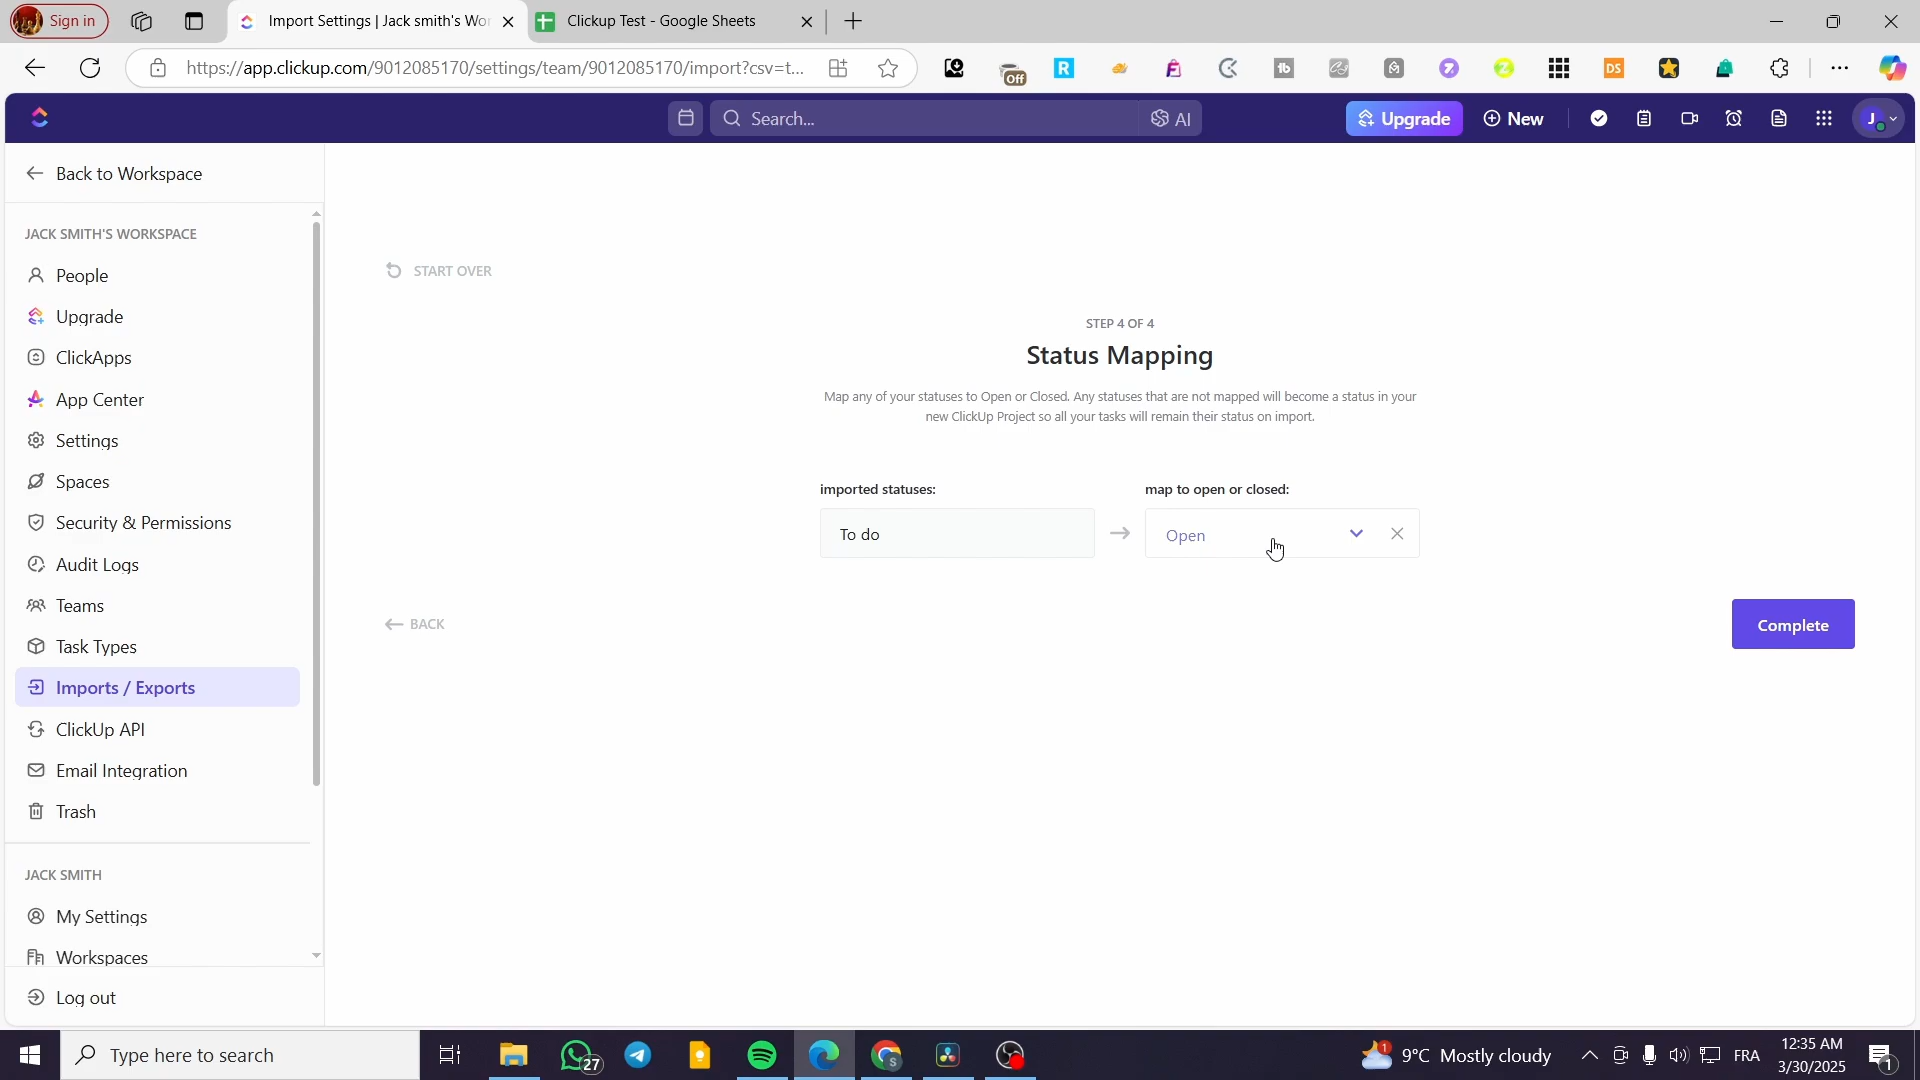 Sign in
Import Settings | Jack smith's Wor
Clickup Test - Google Sheets
https://app.clickup.com/9012085170/settings/team/9012085170/import?csv=t...
Off
Search...
AI
Upgrade
New
J
Back to Workspace
JACK SMITH'S WORKSPACE
People
Upgrade
ClickApps
App Center
Settings
Spaces
Security & Permissions
Audit Logs
Teams
Task Types
Imports / Exports
ClickUp API
Email Integration
Trash
JACK SMITH
My Settings
Workspaces
Log out
START OVER
STEP 4 OF 4
Status Mapping
Map any of your statuses to Open or Closed. Any statuses that are not mapped will become a status in your
new ClickUp Project so all your tasks will remain their status on import.
imported statuses:
map to open or closed:
To do
Open
BACK
Complete
Type here to search
27
1
9°C Mostly cloudy
FRA
12:35 AM
3/30/2025
1